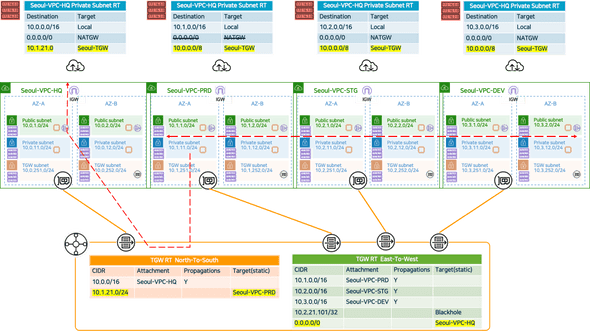 Seoul-VPC-HQ Private Subnet RT
Destination Target
10.0.0.0/16 Local
0.0.0.0/0 NATGW
10.1.21.0 Seoul-TGW
Seoul-VPC-HQ Private Subnet RT
Destination Target
10.1.0.0/16 Local
0.0.0.0/0 NATGW
10.0.0.0/8 Seoul-TGW
Seoul-VPC-HQ Private Subnet RT
Destination Target
10.2.0.0/16 Local
0.0.0.0/0 NATGW
10.0.0.0/8 Seoul-TGW
Seoul-VPC-HQ Private Subnet RT
Destination Target
10.3.0.0/16 Local
0.0.0.0/0 NATGW
10.0.0.0/8 Seoul-TGW
Seoul-VPC-HQ
IGW
AZ-A AZ-B
Public subnet
10.0.1.0/24
Public subnet
10.0.2.0/24
Private subnet
10.0.11.0/24
Private subnet
10.0.12.0/24
TGW subnet
10.0.251.0/24
TGW subnet
10.0.252.0/24
Seoul-VPC-PRD
IGW
AZ-A AZ-B
Public subnet
10.1.1.0/24
Public subnet
10.1.2.0/24
Private subnet
10.1.11.0/24
Private subnet
10.1.12.0/24
TGW subnet
10.1.251.0/24
TGW subnet
10.1.252.0/24
Seoul-VPC-STG
IGW
AZ-A AZ-B
Public subnet
10.2.1.0/24
Public subnet
10.2.2.0/24
Private subnet
10.2.11.0/24
Private subnet
10.2.12.0/24
TGW subnet
10.2.251.0/24
TGW subnet
10.2.252.0/24
Seoul-VPC-DEV
IGW
AZ-A AZ-B
Public subnet
10.3.1.0/24
Public subnet
10.3.2.0/24
Private subnet
10.3.11.0/24
Private subnet
10.3.12.0/24
TGW subnet
10.3.251.0/24
TGW subnet
10.3.252.0/24
TGW RT North-To-South
CIDR Attachment Propagations Target(static)
10.0.0/16 Seoul-VPC-HQ Y
10.1.21.0/24 Seoul-VPC-PRD
TGW RT East-To-West
CIDR Attachment Propagations Target(static)
10.1.0.0/16 Seoul-VPC-PRD Y
10.2.0.0/16 Seoul-VPC-STG Y
10.3.0.0/16 Seoul-VPC-DEV Y
10.2.21.101/32 Blackhole
0.0.0.0/0 Seoul-VPC-HQ